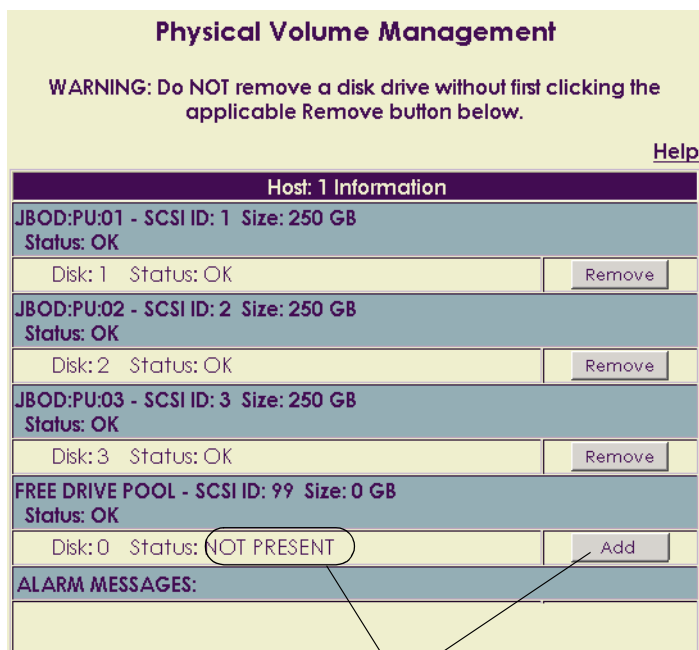 Physical Volume Management
WARNING: Do NOT remove a disk drive without first clicking the
applicable Remove button below.
Help
Host: 1 Information
JBOD:PU:01 - SCSI ID: 1 Size: 250 GB
Status: OK
Disk: 1 Status: OK Remove
JBOD:PU:02 - SCSI ID: 2 Size: 250 GB
Status: OK
Disk: 2 Status: OK Remove
JBOD:PU:03 - SCSI ID: 3 Size: 250 GB
Status: OK
Disk: 3 Status: OK Remove
FREE DRIVE POOL - SCSI ID: 99 Size: 0 GB
Status: OK
Disk: 0 Status: NOT PRESENT Add
ALARM MESSAGES: